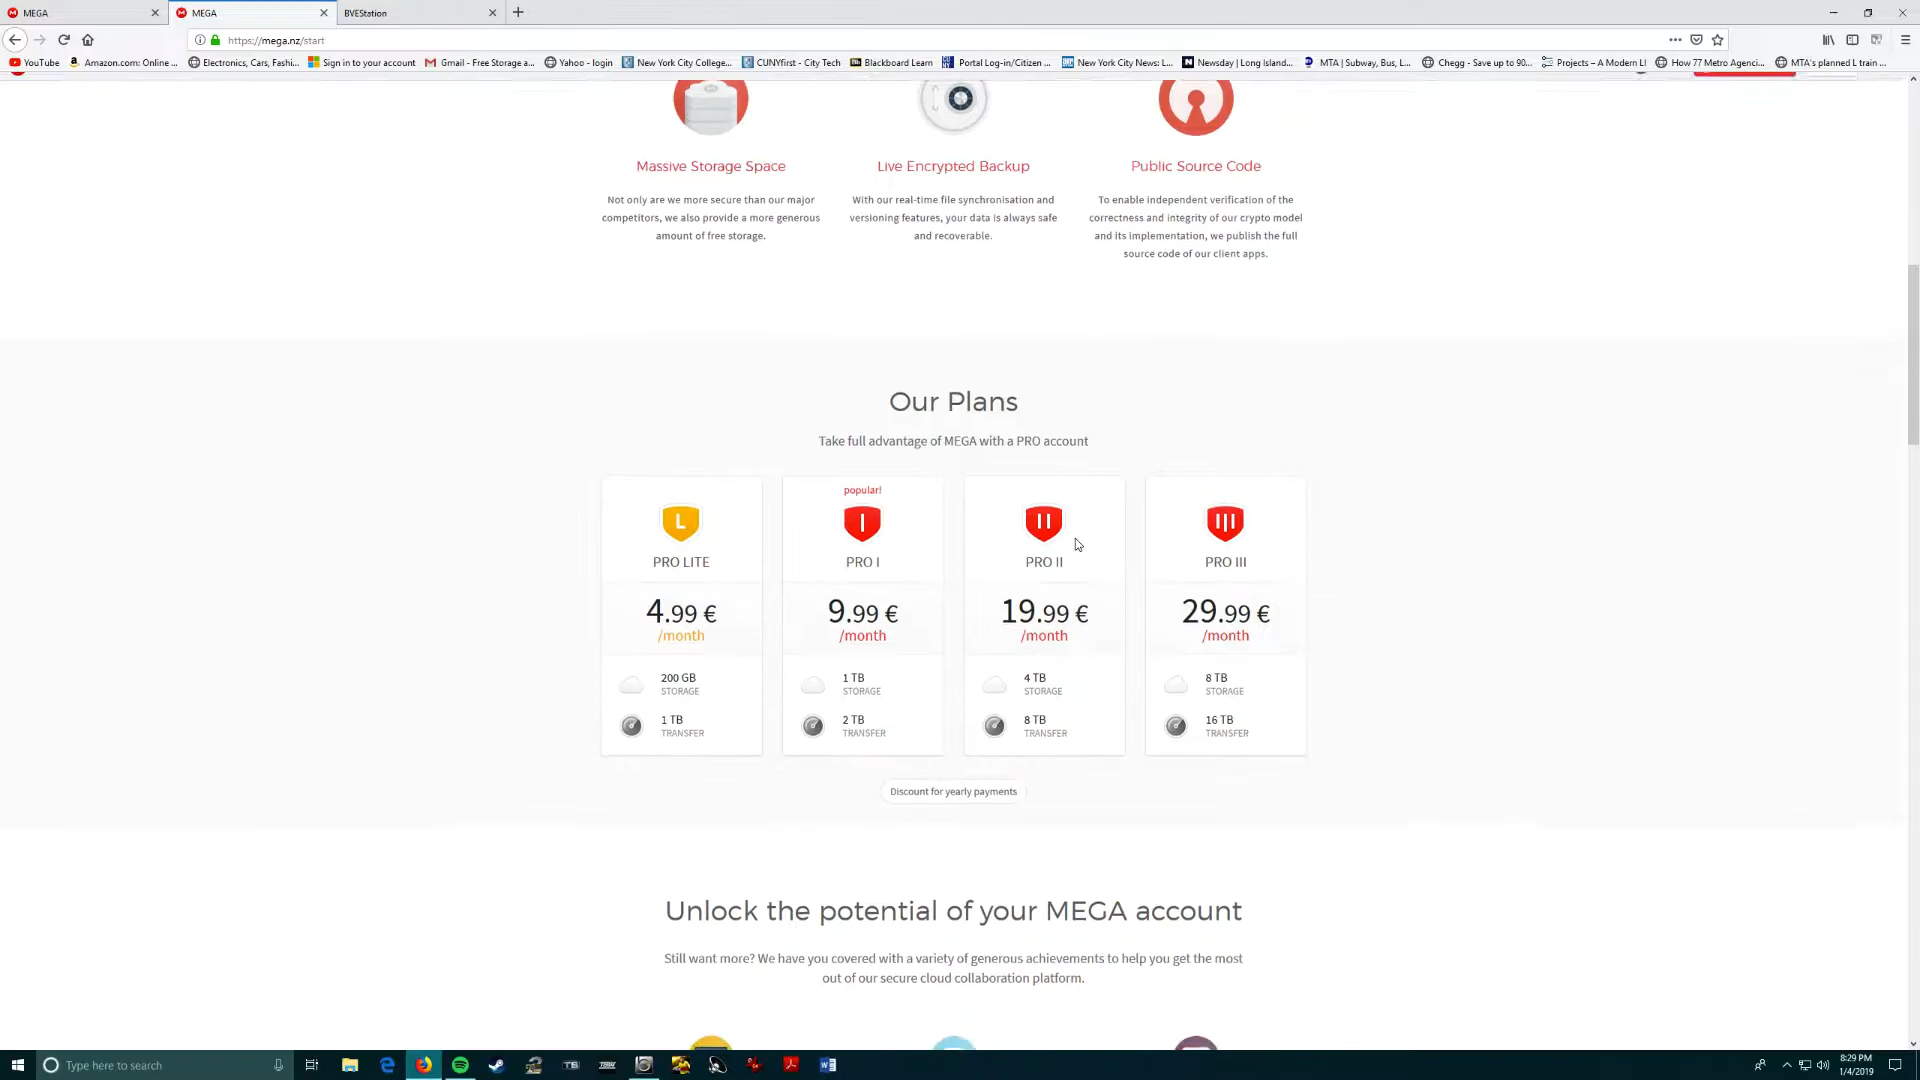 MEGA
MEGA
BVEStation
https://mega.nz/start
YouTube
Amazon.com: Online ...
Electronics, Cars, Fashi...
Sign in to your account
Gmail - Free Storage a...
Yahoo - login
New York City College...
CUNYfirst - City Tech
Blackboard Learn
Portal Log-in/Citizen ...
New York City News: L...
Newsday | Long Island...
MTA | Subway, Bus, L...
Chegg - Save up to 90...
Projects – A Modern LI
How 77 Metro Agenci...
MTA's planned L train ...
Massive Storage Space
Not only are we more secure than our major
competitors, we also provide a more generous
amount of free storage.
Live Encrypted Backup
With our real-time file synchronisation and
versioning features, your data is always safe
and recoverable.
Public Source Code
To enable independent verification of the
correctness and integrity of our crypto model
and its implementation, we publish the full
source code of our client apps.
Our Plans
Take full advantage of MEGA with a PRO account
L
PRO LITE
4.99 €
/month
200 GB
STORAGE
1 TB
TRANSFER
popular!
I
PRO I
9.99 €
/month
1 TB
STORAGE
2 TB
TRANSFER
II
PRO II
19.99 €
/month
4 TB
STORAGE
8 TB
TRANSFER
III
PRO III
29.99 €
/month
8 TB
STORAGE
16 TB
TRANSFER
Discount for yearly payments
Unlock the potential of your MEGA account
Still want more? We have you covered with a variety of generous achievements to help you get the most
out of our secure cloud collaboration platform.
Type here to search
TS
TSW
8:29 PM
1/4/2019